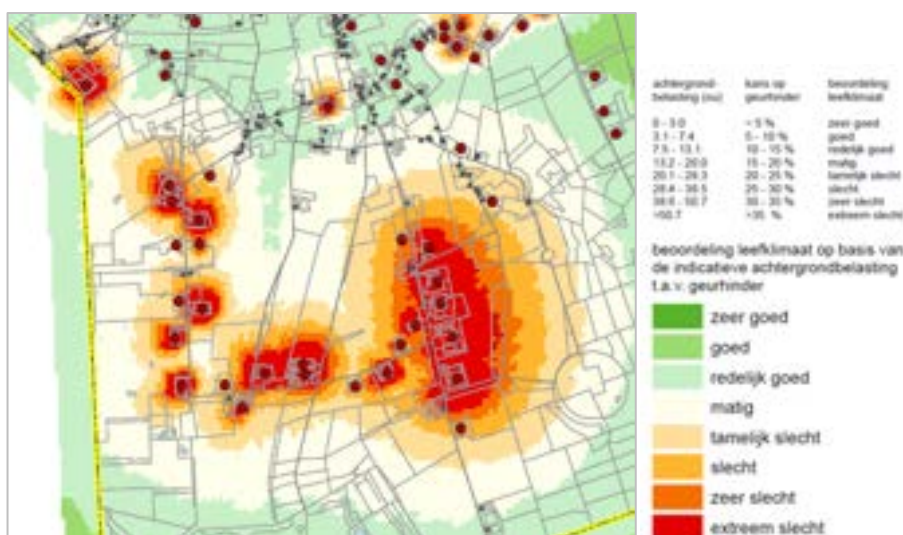 achtergrond- kans op beoordeling
belasting (ou) geurhinder leefklimaat
0 - 3.0 < 5 % zeer goed
3.1 - 7.4 5 - 10 % goed
7.5 - 13.1 10 - 15 % redelijk goed
13.2 - 20.0 15 - 20 % matig
20.1 - 28.3 20 - 25 % tamelijk slecht
28.4 - 38.5 25 - 30 % slecht
38.6 - 50.7 30 - 35 % zeer slecht
>50.7 >35 % extreem slecht
beoordeling leefklimaat op basis van
de indicatieve achtergrondbelasting
t.a.v. geurhinder
zeer goed
goed
redelijk goed
matig
tamelijk slecht
slecht
zeer slecht
extreem slecht